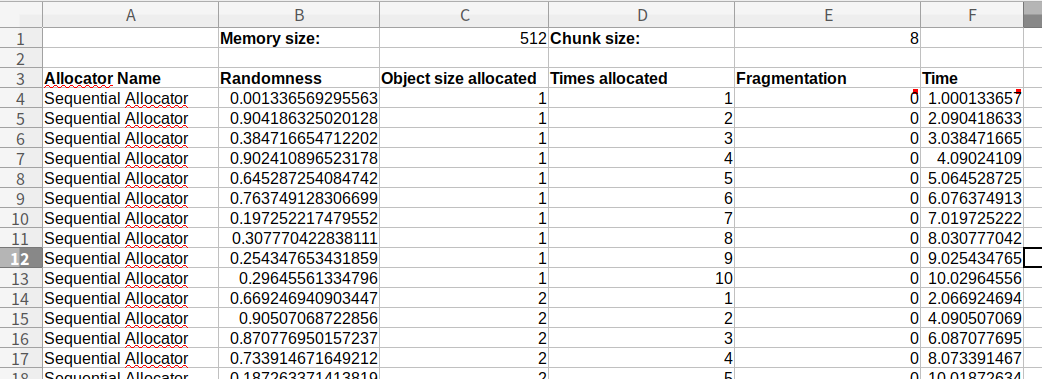 A B C D E F
1 Memory size: 512 Chunk size: 8
2
3 Allocator Name Randomness Object size allocated Times allocated Fragmentation Time
4 Sequential Allocator 0.001336569295563 1 1 0 1.000133657
5 Sequential Allocator 0.904186325020128 1 2 0 2.090418633
6 Sequential Allocator 0.384716654712202 1 3 0 3.038471665
7 Sequential Allocator 0.902410896523178 1 4 0 4.09024109
8 Sequential Allocator 0.645287254084742 1 5 0 5.064528725
9 Sequential Allocator 0.763749128306699 1 6 0 6.076374913
10 Sequential Allocator 0.197252217479552 1 7 0 7.019725222
11 Sequential Allocator 0.307770422838111 1 8 0 8.030777042
12 Sequential Allocator 0.254347653431859 1 9 0 9.025434765
13 Sequential Allocator 0.29645561334796 1 10 0 10.02964556
14 Sequential Allocator 0.669246940903447 2 1 0 2.066924694
15 Sequential Allocator 0.90507068722856 2 2 0 4.090507069
16 Sequential Allocator 0.870776950157237 2 3 0 6.087077695
17 Sequential Allocator 0.733914671649212 2 4 0 8.073391467
18 Sequential Allocator 0.187263371413819 2 5 0 10.01872634